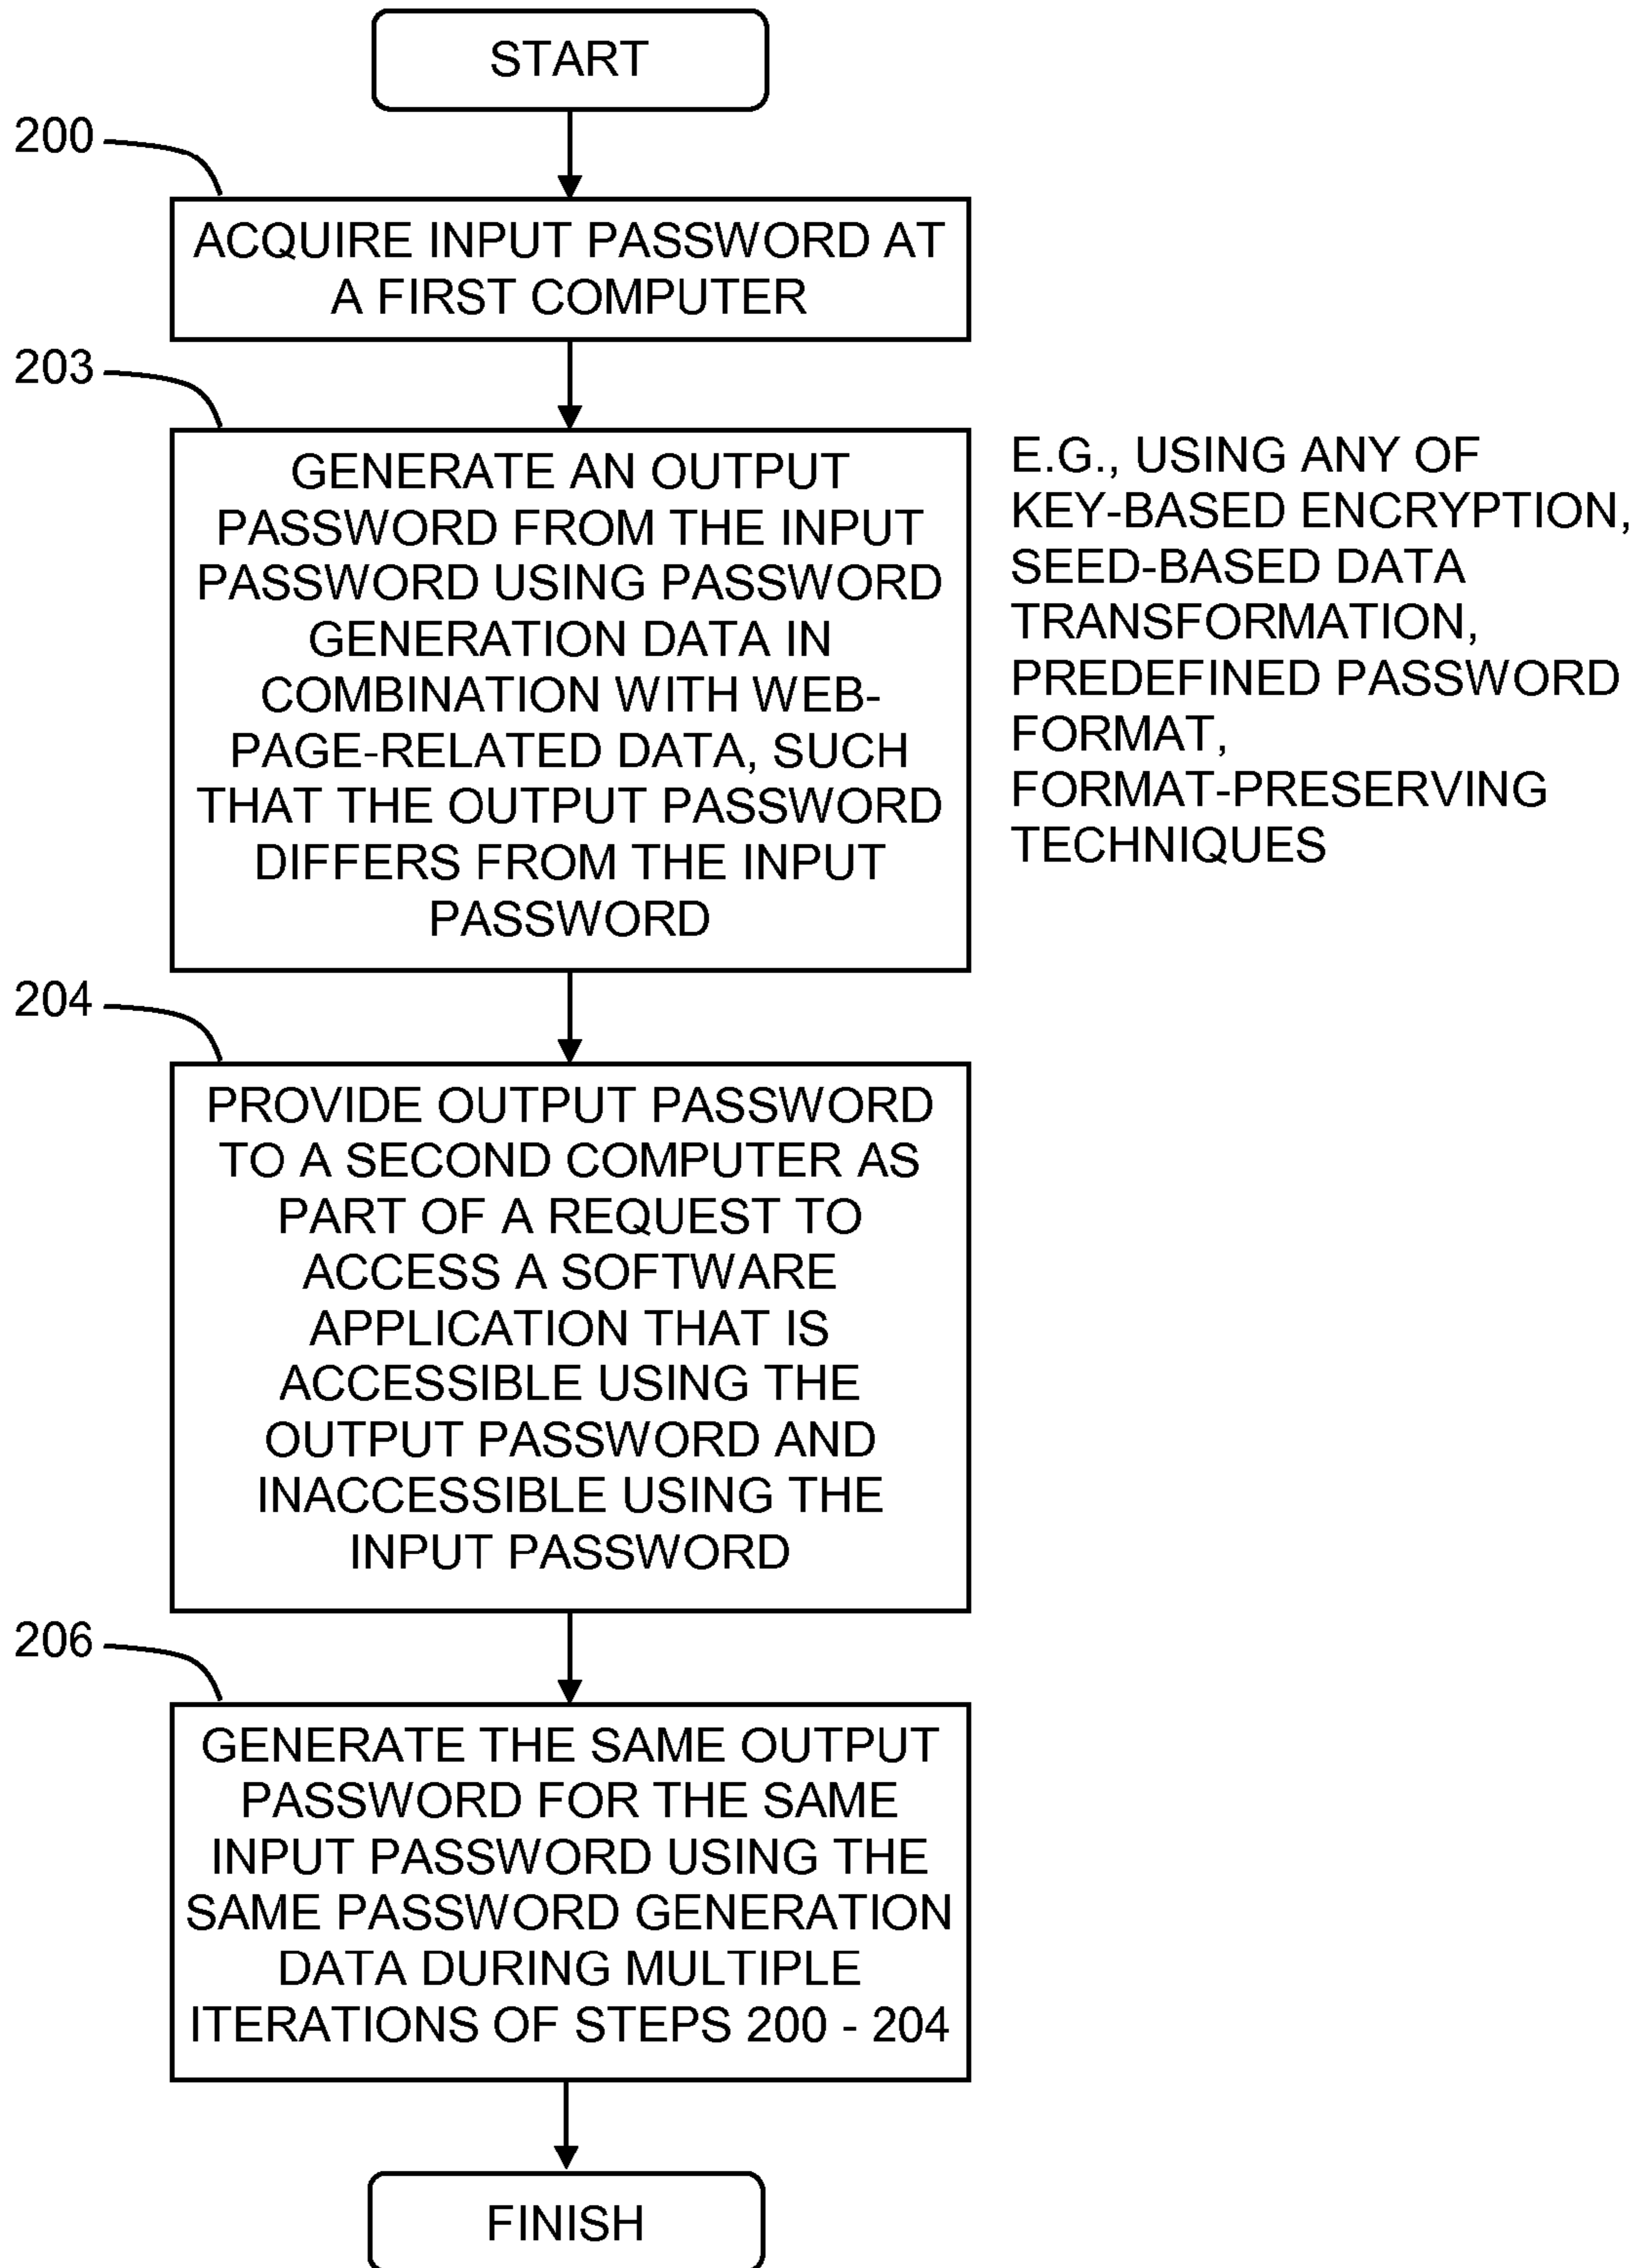 START
200
ACQUIRE INPUT PASSWORD AT
A FIRST COMPUTER
203
GENERATE AN OUTPUT
PASSWORD FROM THE INPUT
PASSWORD USING PASSWORD
GENERATION DATA IN
COMBINATION WITH WEB-
PAGE-RELATED DATA, SUCH
THAT THE OUTPUT PASSWORD
DIFFERS FROM THE INPUT
PASSWORD
E.G., USING ANY OF
KEY-BASED ENCRYPTION,
SEED-BASED DATA
TRANSFORMATION,
PREDEFINED PASSWORD
FORMAT,
FORMAT-PRESERVING
TECHNIQUES
204
PROVIDE OUTPUT PASSWORD
TO A SECOND COMPUTER AS
PART OF A REQUEST TO
ACCESS A SOFTWARE
APPLICATION THAT IS
ACCESSIBLE USING THE
OUTPUT PASSWORD AND
INACCESSIBLE USING THE
INPUT PASSWORD
206
GENERATE THE SAME OUTPUT
PASSWORD FOR THE SAME
INPUT PASSWORD USING THE
SAME PASSWORD GENERATION
DATA DURING MULTIPLE
ITERATIONS OF STEPS 200 - 204
FINISH